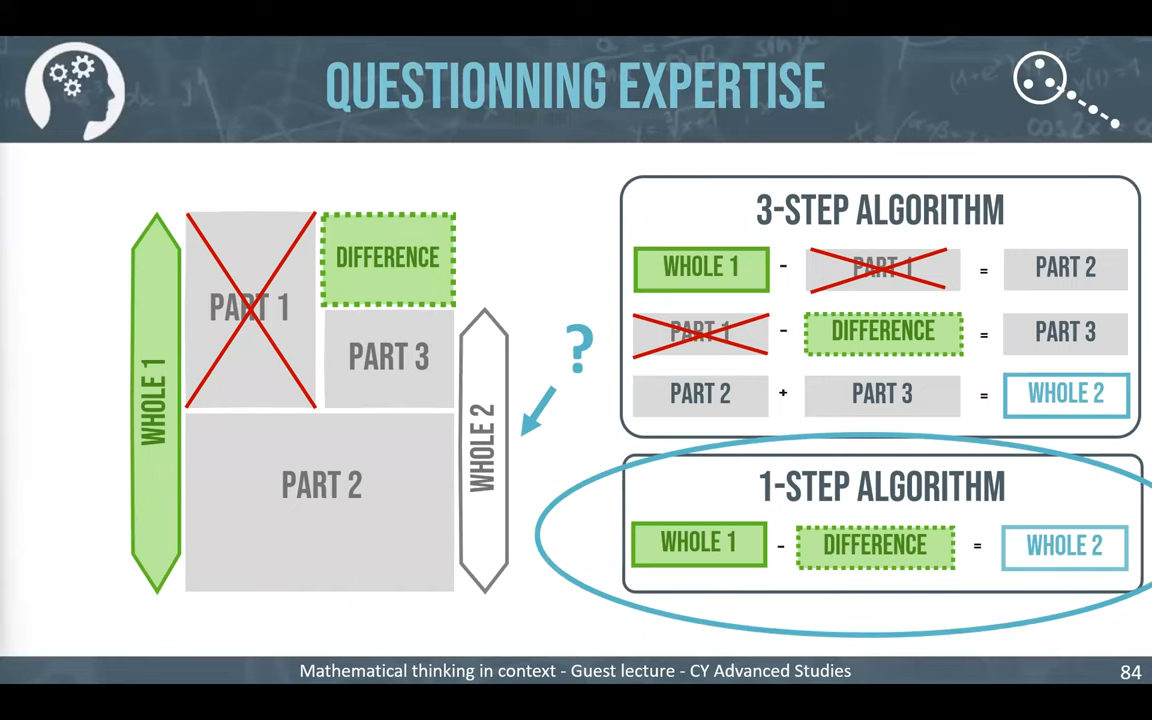 QUESTIONNING EXPERTISE
WHOLE 1
PART 1
DIFFERENCE
PART 3
PART 2
WHOLE 2
?
3-STEP ALGORITHM
WHOLE 1 - PART 1 = PART 2
PART 1 - DIFFERENCE = PART 3
PART 2 + PART 3 = WHOLE 2
1-STEP ALGORITHM
WHOLE 1 - DIFFERENCE = WHOLE 2
Mathematical thinking in context - Guest lecture - CY Advanced Studies
84